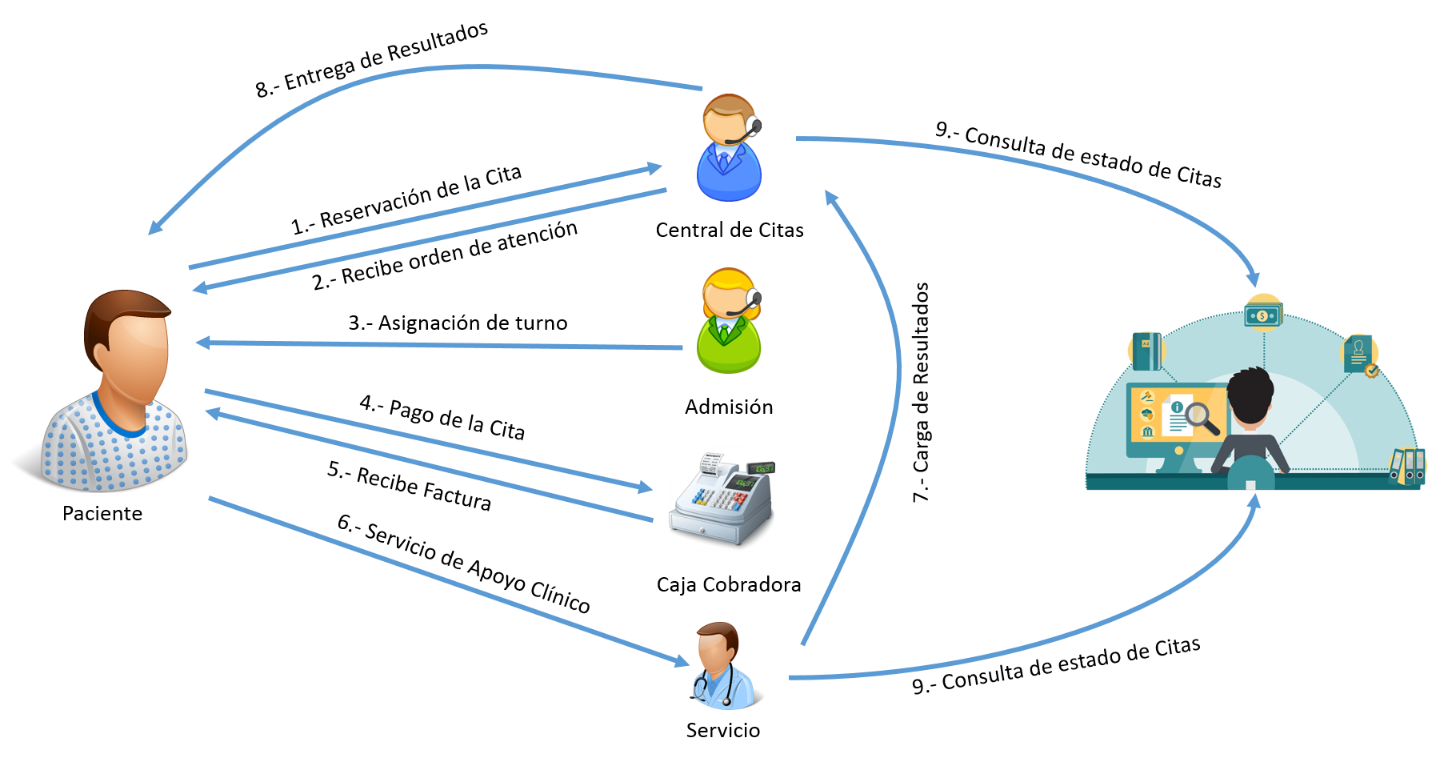 8.- Entrega de Resultados
9.- Consulta de estado de Citas
1.- Reservación de la Cita
2.- Recibe orden de atención
Central de Citas
3.- Asignación de turno
7.- Carga de Resultados
Admisión
4.- Pago de la Cita
5.- Recibe Factura
Paciente
6.- Servicio de Apoyo Clínico
Caja Cobradora
9.- Consulta de estado de Citas
Servicio